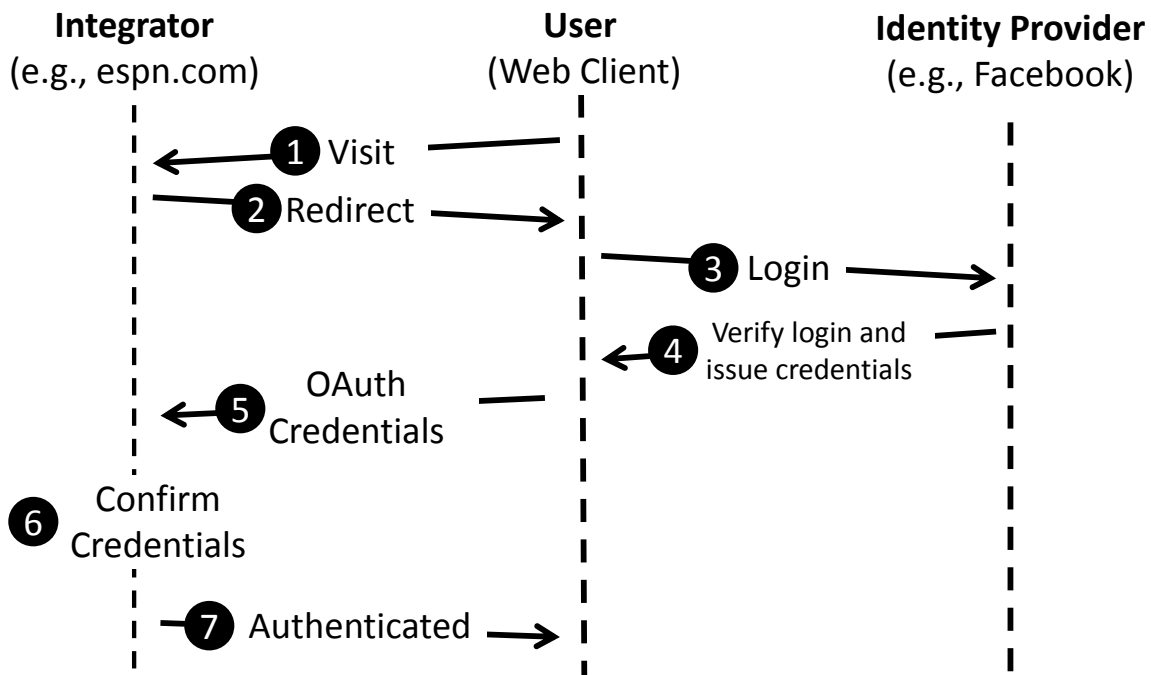 Integrator
(e.g., espn.com)
User
(Web Client)
Identity Provider
(e.g., Facebook)
1 Visit
2 Redirect
3 Login
4 Verify login and
issue credentials
5 OAuth
Credentials
6 Confirm
Credentials
7 Authenticated